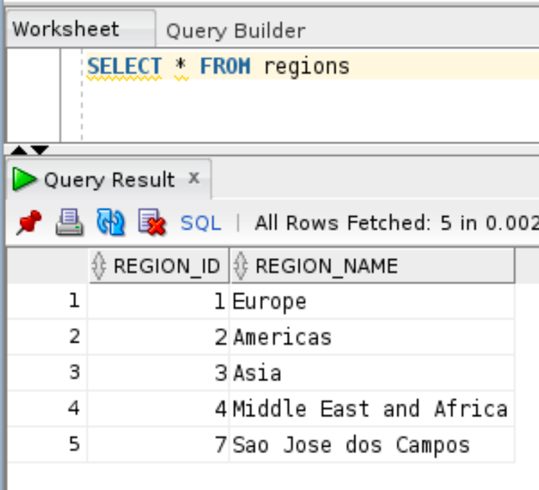 Worksheet Query Builder
SELECT * FROM regions
Query Result x
SQL | All Rows Fetched: 5 in 0.002
REGION_ID REGION_NAME
1 1 Europe
2 2 Americas
3 3 Asia
4 4 Middle East and Africa
5 7 Sao Jose dos Campos